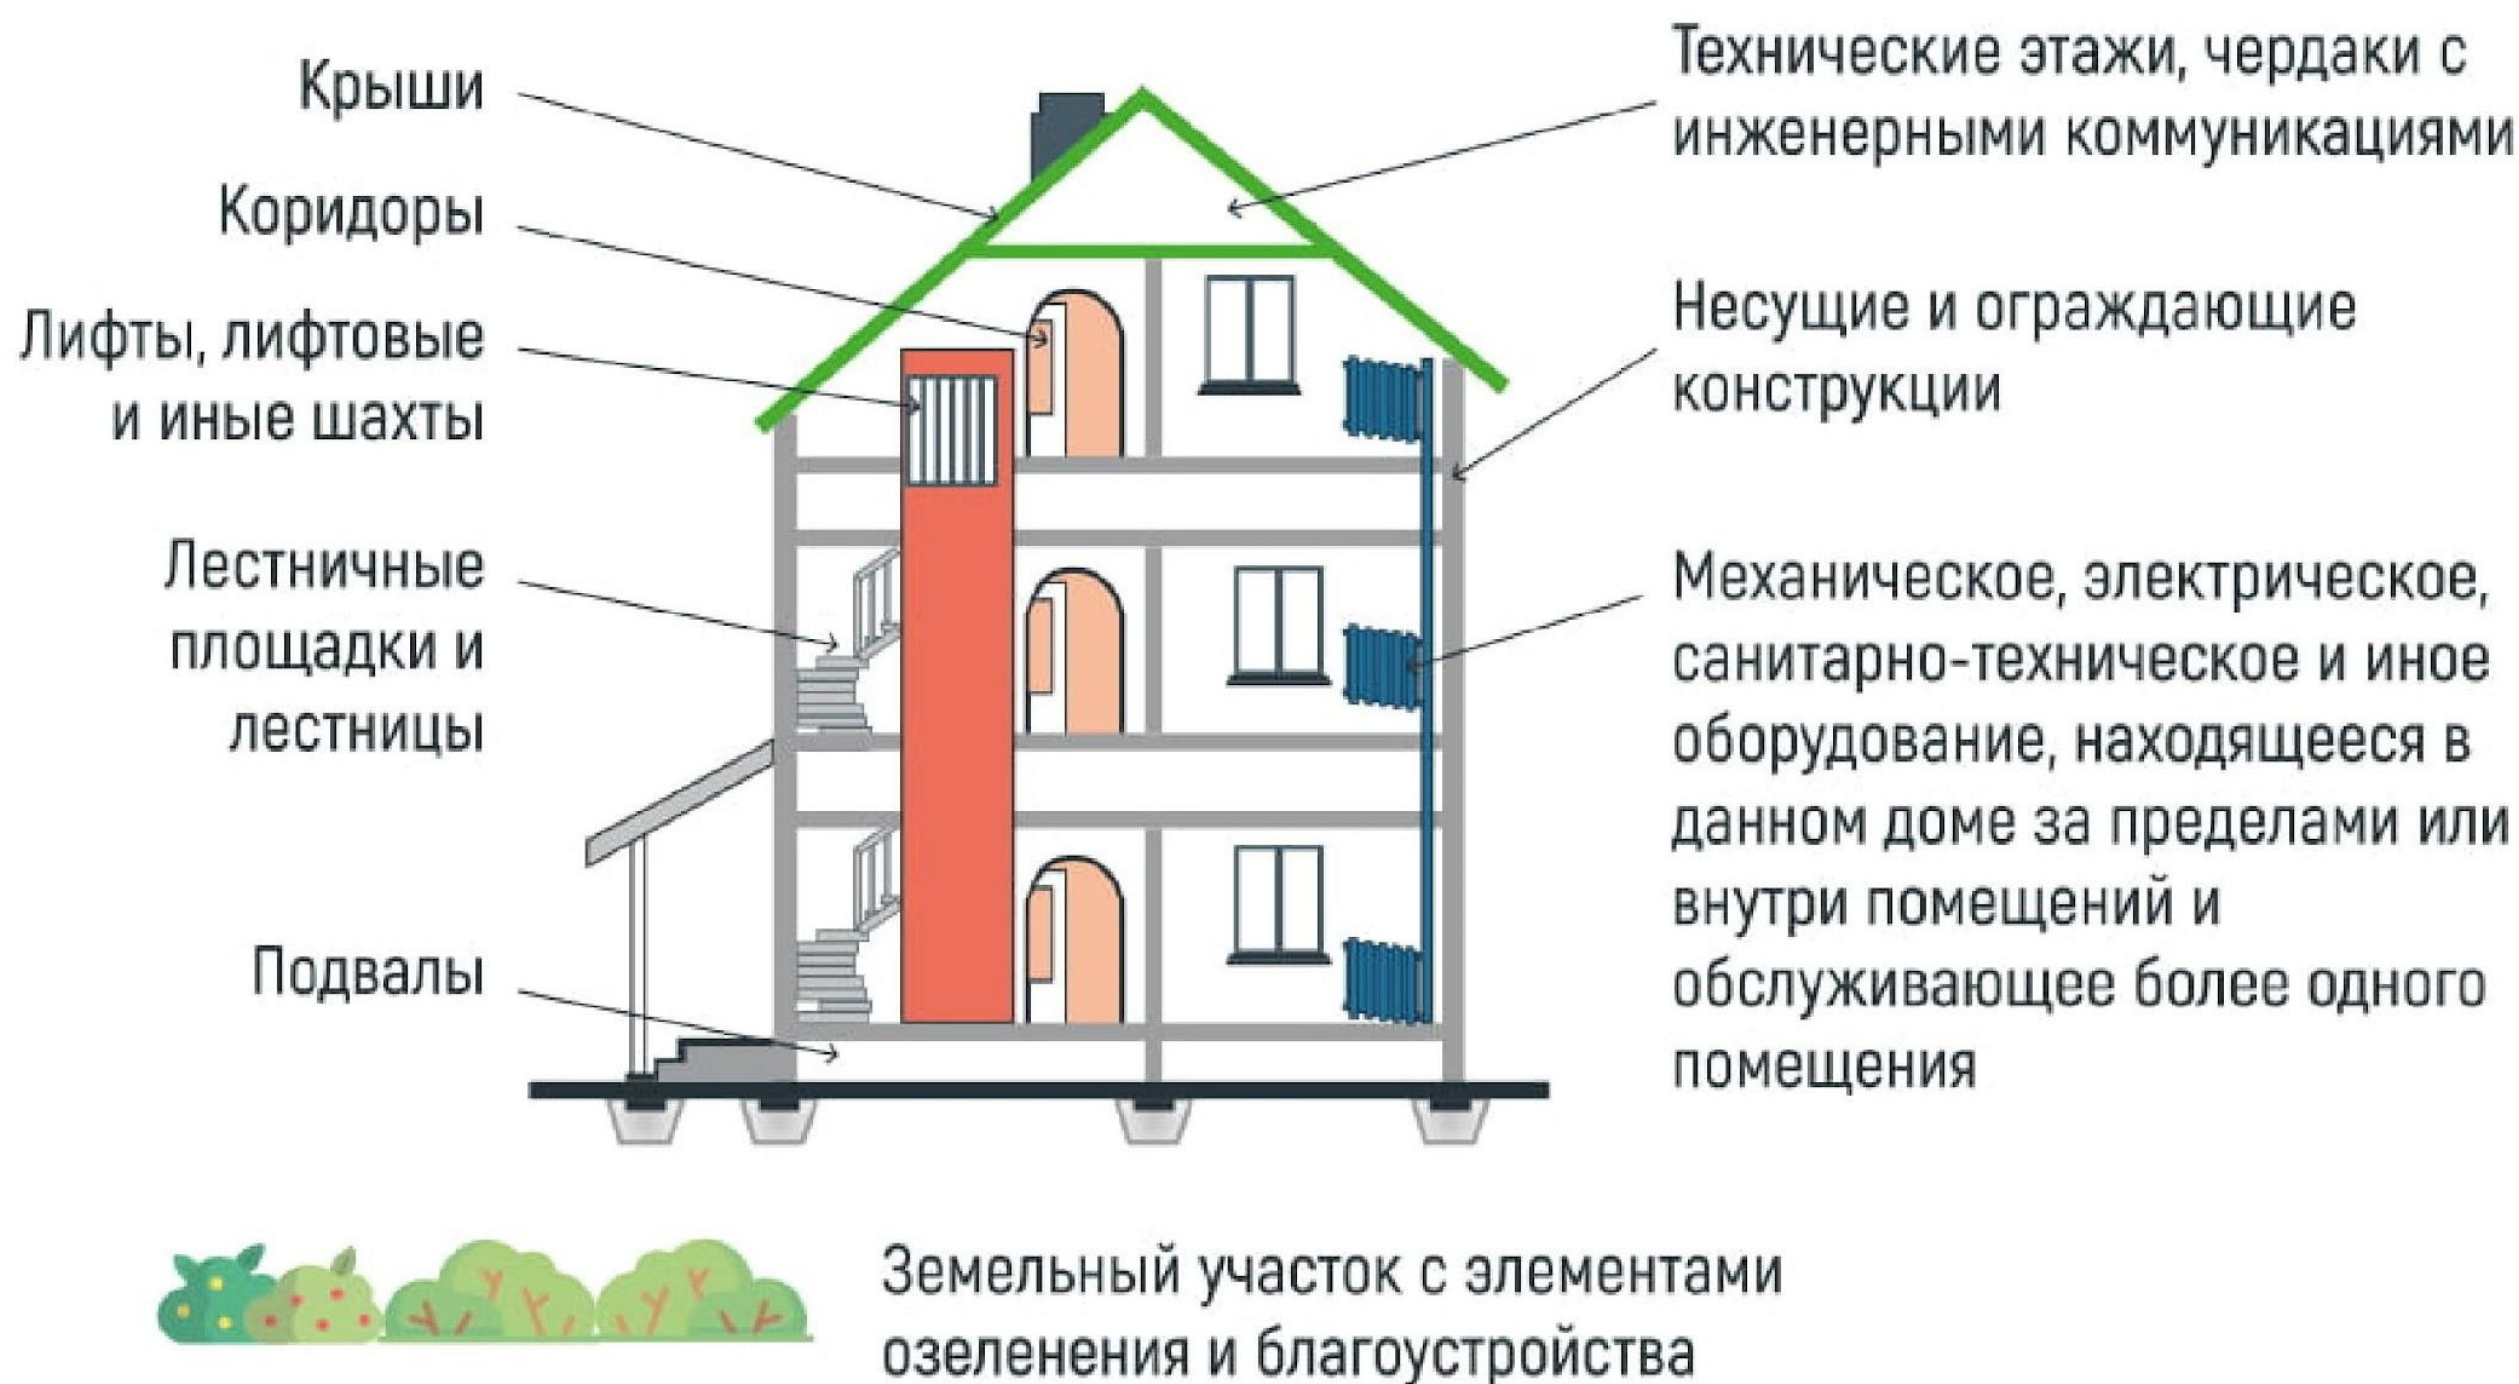 Крыши
Коридоры
Лифты, лифтовые
и иные шахты
Лестничные
площадки и
лестницы
Подвалы
Технические этажи, чердаки с
инженерными коммуникациями
Несущие и ограждающие
конструкции
Механическое, электрическое,
санитарно-техническое и иное
оборудование, находящееся в
данном доме за пределами или
внутри помещений и
обслуживающее более одного
помещения
Земельный участок с элементами
озеленения и благоустройства